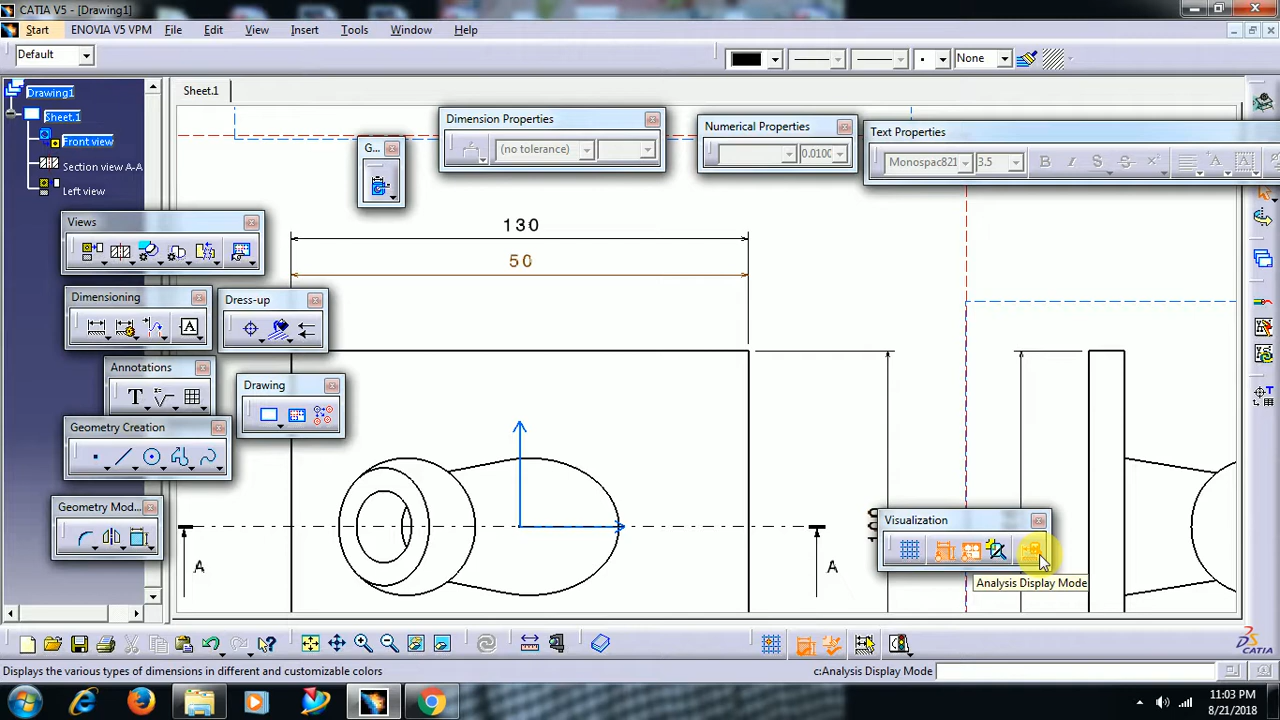 CATIA V5 - [Drawing1]
Start ENOVIA V5 VPM File Edit View Insert Tools Window Help
Default
None
Drawing1
Sheet.1
Front view
Section view A-A
Left view
Sheet.1
G...
Dimension Properties
(no tolerance)
Numerical Properties
0.0100
Text Properties
Monospac821 3.5 B I S S
Views
Dimensioning
A
Dress-up
Annotations
T
Drawing
Geometry Creation
Geometry Mod...
130
50
A
A
Visualization
Analysis Display Mode
CATIA
Displays the various types of dimensions in different and customizable colors
c:Analysis Display Mode
11:03 PM
8/21/2018